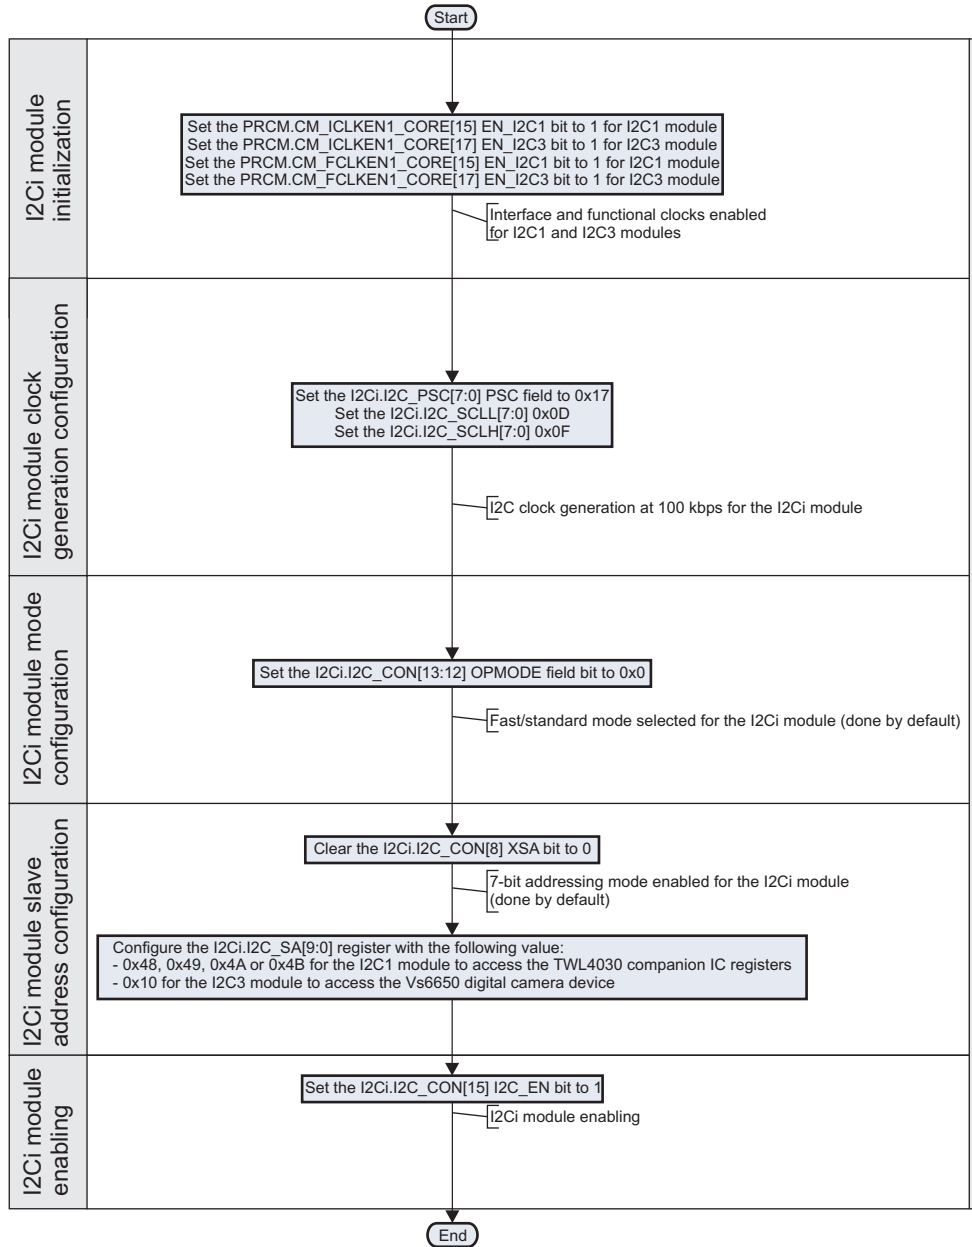 Start
I2Ci module
initialization
Set the PRCM.CM_ICLKEN1_CORE[15] EN_I2C1 bit to 1 for I2C1 module
Set the PRCM.CM_ICLKEN1_CORE[17] EN_I2C3 bit to 1 for I2C3 module
Set the PRCM.CM_FCLKEN1_CORE[15] EN_I2C1 bit to 1 for I2C1 module
Set the PRCM.CM_FCLKEN1_CORE[17] EN_I2C3 bit to 1 for I2C3 module
Interface and functional clocks enabled
for I2C1 and I2C3 modules
I2Ci module clock
generation configuration
Set the I2Ci.I2C_PSC[7:0] PSC field to 0x17
Set the I2Ci.I2C_SCLL[7:0] 0x0D
Set the I2Ci.I2C_SCLH[7:0] 0x0F
I2C clock generation at 100 kbps for the I2Ci module
I2Ci module mode
configuration
Set the I2Ci.I2C_CON[13:12] OPMODE field bit to 0x0
Fast/standard mode selected for the I2Ci module (done by default)
I2Ci module slave
address configuration
Clear the I2Ci.I2C_CON[8] XSA bit to 0
7-bit addressing mode enabled for the I2Ci module
(done by default)
Configure the I2Ci.I2C_SA[9:0] register with the following value:
- 0x48, 0x49, 0x4A or 0x4B for the I2C1 module to access the TWL4030 companion IC registers
- 0x10 for the I2C3 module to access the Vs6650 digital camera device
I2Ci module
enabling
Set the I2Ci.I2C_CON[15] I2C_EN bit to 1
I2Ci module enabling
End